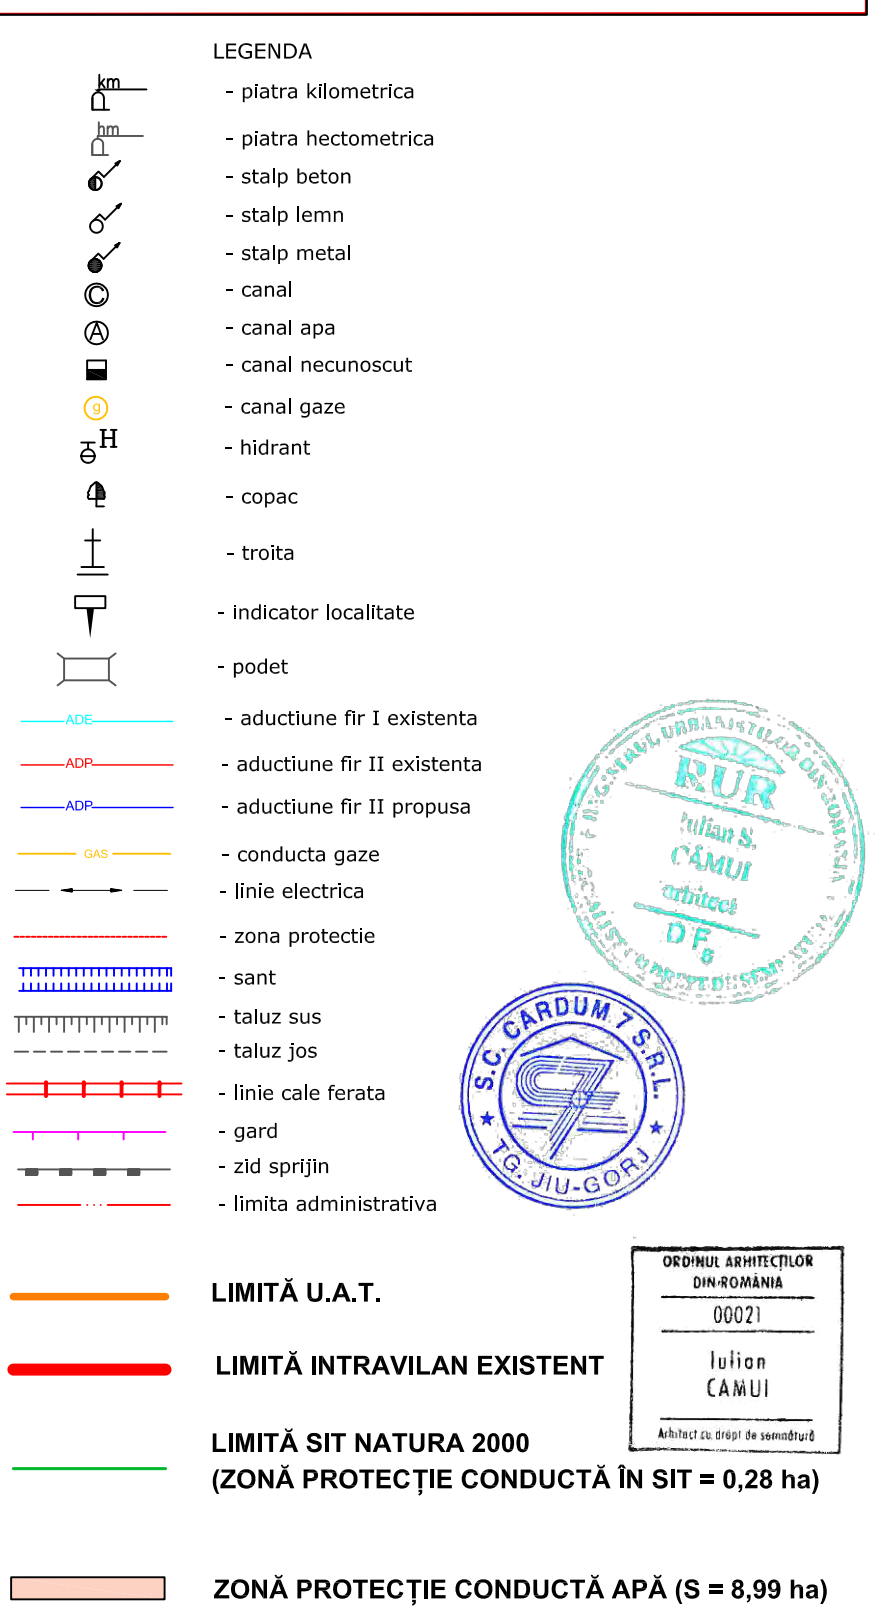 LEGENDA
km - piatra kilometrica
hm - piatra hectometrica
- stalp beton
- stalp lemn
- stalp metal
C - canal
A - canal apa
- canal necunoscut
g - canal gaze
H - hidrant
- copac
- troita
- indicator localitate
- podet
ADE - aductiune fir I existenta
ADP - aductiune fir II existenta
ADP - aductiune fir II propusa
GAS - conducta gaze
- linie electrica
- zona protectie
- sant
- taluz sus
- taluz jos
- linie cale ferata
- gard
- zid sprijin
- limita administrativa
RUR
Iulian S.
CĂMUI
arhitect
D F6
S.C. CARDUM 7 S.R.L.
TG. JIU-GORJ
ORDINUL ARHITECȚILOR
DIN ROMÂNIA
00021
Iulian
CAMUI
Arhitect cu drept de semnătură
LIMITĂ U.A.T.
LIMITĂ INTRAVILAN EXISTENT
LIMITĂ SIT NATURA 2000
(ZONĂ PROTECȚIE CONDUCTĂ ÎN SIT = 0,28 ha)
ZONĂ PROTECȚIE CONDUCTĂ APĂ (S = 8,99 ha)